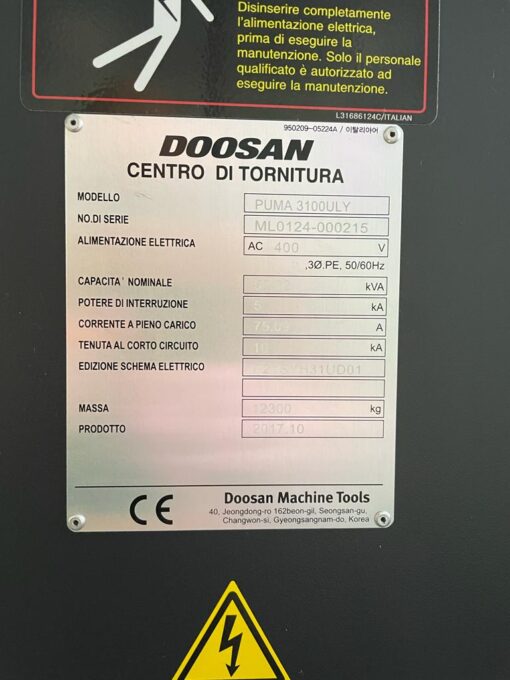 Disinserire completamente
l'alimentazione elettrica,
prima di eseguire la
manutenzione. Solo il personale
qualificato è autorizzato ad
eseguire la manutenzione.
L31686124C/ITALIAN
950209-05224A / 이탈리아어
DOOSAN
CENTRO DI TORNITURA
MODELLO PUMA 3100ULY
NO.DI SERIE ML0124-000215
ALIMENTAZIONE ELETTRICA AC 400 V
,3Ø.PE, 50/60Hz
CAPACITA' NOMINALE kVA
POTERE DI INTERRUZIONE 5 kA
CORRENTE A PIENO CARICO kA
TENUTA AL CORTO CIRCUITO 10 kA
EDIZIONE SCHEMA ELETTRICO
MASSA 12300 kg
PRODOTTO 2017.10
CE Doosan Machine Tools
40, Jeongdong-ro 162beon-gil, Seongsan-gu,
Changwon-si, Gyeongsangnam-do, Korea